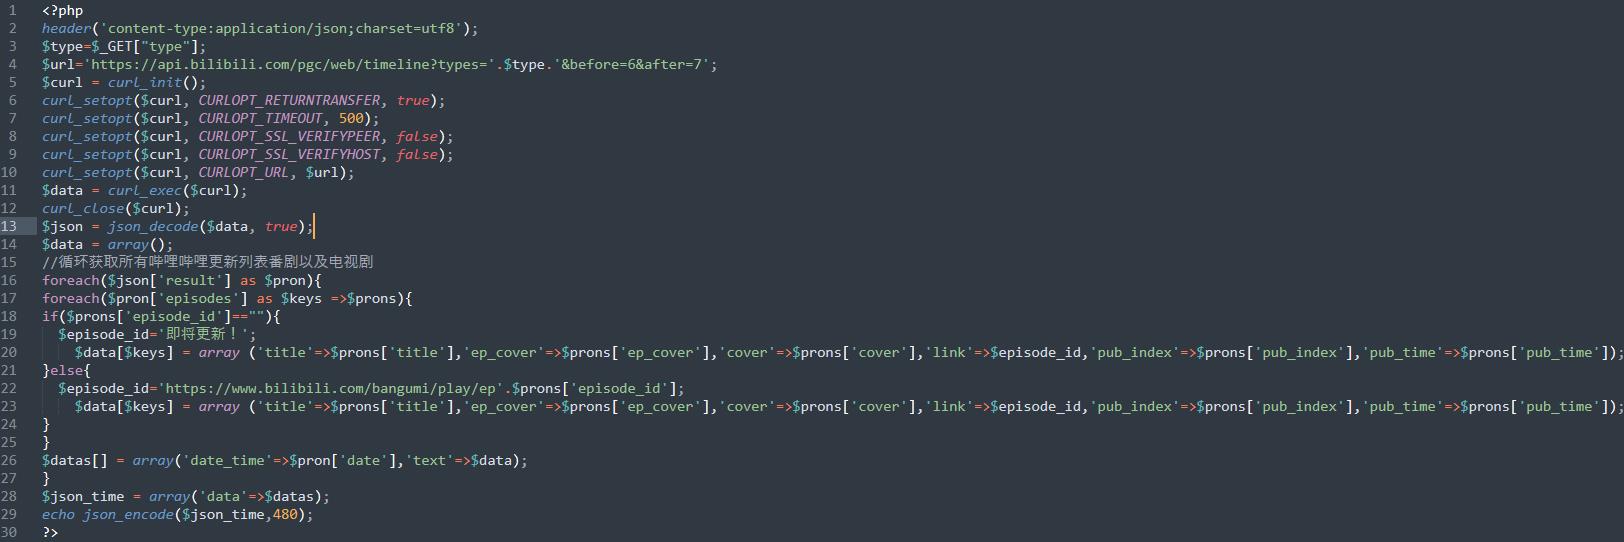 1 <?php
2 header('content-type:application/json;charset=utf8');
3 $type=$_GET["type"];
4 $url='https://api.bilibili.com/pgc/web/timeline?types='.$type.'&before=6&after=7';
5 $curl = curl_init();
6 curl_setopt($curl, CURLOPT_RETURNTRANSFER, true);
7 curl_setopt($curl, CURLOPT_TIMEOUT, 500);
8 curl_setopt($curl, CURLOPT_SSL_VERIFYPEER, false);
9 curl_setopt($curl, CURLOPT_SSL_VERIFYHOST, false);
10 curl_setopt($curl, CURLOPT_URL, $url);
11 $data = curl_exec($curl);
12 curl_close($curl);
13 $json = json_decode($data, true);
14 $data = array();
15 //循环获取所有哔哩哔哩更新列表番剧以及电视剧
16 foreach($json['result'] as $pron){
17 foreach($pron['episodes'] as $keys =>$prons){
18 if($prons['episode_id']==""){
19   $episode_id='即将更新！';
20     $data[$keys] = array ('title'=>$prons['title'],'ep_cover'=>$prons['ep_cover'],'cover'=>$prons['cover'],'link'=>$episode_id,'pub_index'=>$prons['pub_index'],'pub_time'=>$prons['pub_time']);
21 }else{
22   $episode_id='https://www.bilibili.com/bangumi/play/ep'.$prons['episode_id'];
23     $data[$keys] = array ('title'=>$prons['title'],'ep_cover'=>$prons['ep_cover'],'cover'=>$prons['cover'],'link'=>$episode_id,'pub_index'=>$prons['pub_index'],'pub_time'=>$prons['pub_time']);
24 }
25 }
26 $datas[] = array('date_time'=>$pron['date'],'text'=>$data);
27 }
28 $json_time = array('data'=>$datas);
29 echo json_encode($json_time,480);
30 ?>